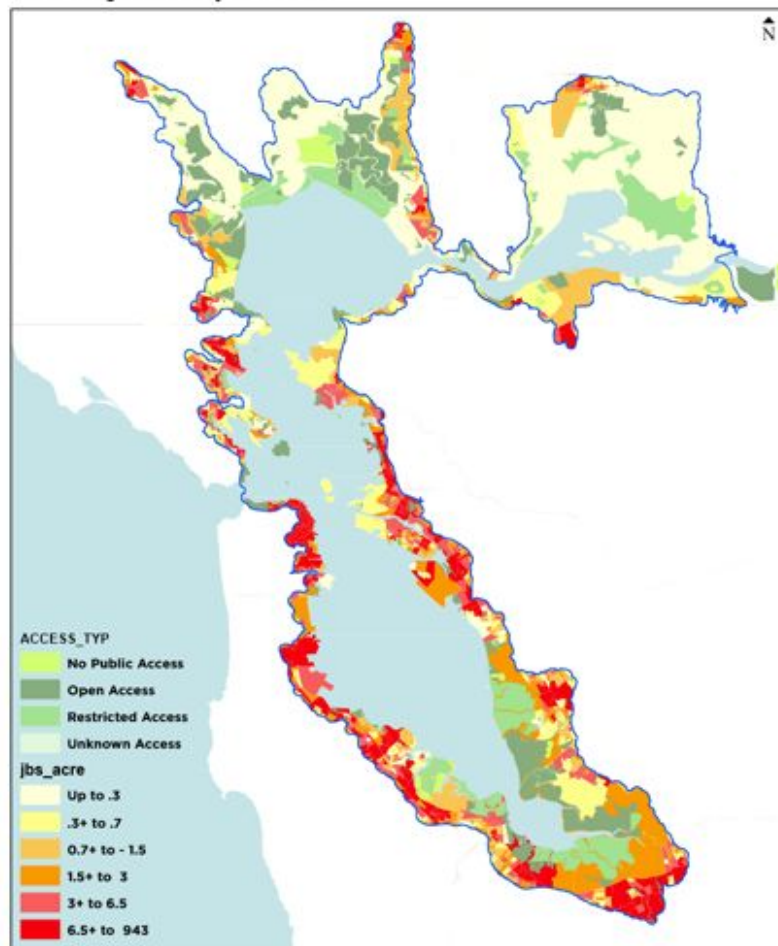 N
ACCESS_TYP
No Public Access
Open Access
Restricted Access
Unknown Access
jbs_acre
Up to .3
.3+ to .7
0.7+ to - 1.5
1.5+ to 3
3+ to 6.5
6.5+ to 943